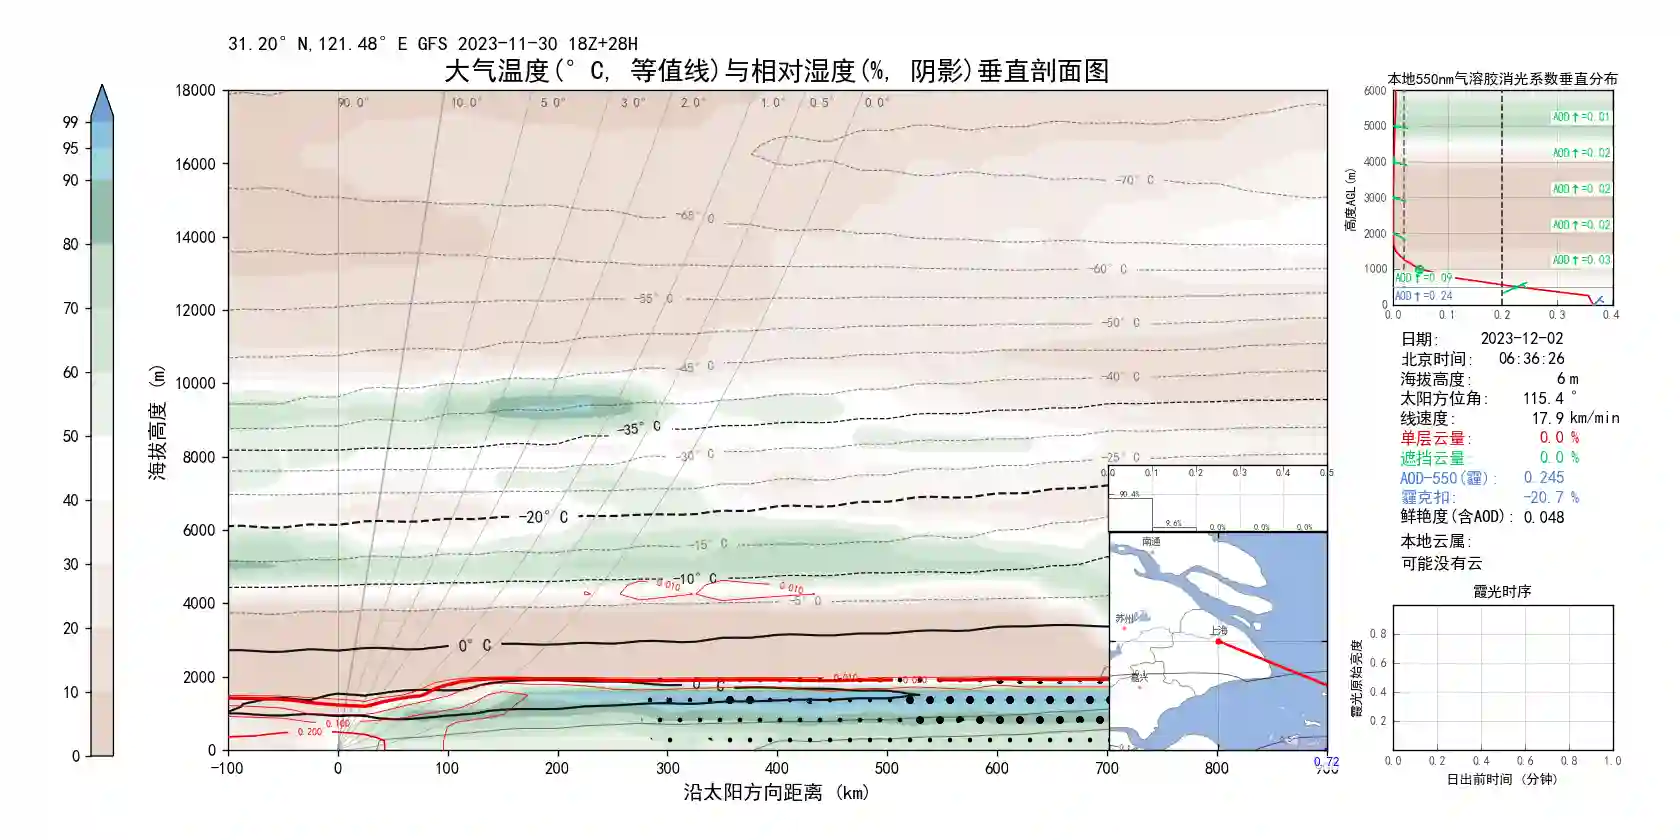 31.20° N,121.48° E GFS 2023-11-30 18Z+28H
大气温度(° C, 等值线)与相对湿度(%, 阴影)垂直剖面图
99
95
90
80
70
60
50
40
30
20
10
0
海拔高度 (m)
18000
16000
14000
12000
10000
8000
6000
4000
2000
0
90.0° 10.0° 5.0° 3.0° 2.0° 1.0° 0.5° 0.0°
-70° C
-65° C
-60° C
-55° C
-50° C
-45° C
-40° C
-35° C
-30° C
-25° C
-20° C
-15° C
-10° C
0.010 0.010
-5° C
0° C
0.010
0° C
0.100
0.200
-100 0 100 200 300 400 500 600 700 800
沿太阳方向距离 (km)
0.0 0.1 0.2 0.3 0.4 0.5
90.4%
9.6% 0.0% 0.0% 0.0%
南通
苏州
上海
嘉兴
0.72
本地550nm气溶胶消光系数垂直分布
高度AGL(m)
6000
5000
4000
3000
2000
1000
0
AOD↑=0.01
AOD↑=0.02
AOD↑=0.02
AOD↑=0.02
AOD↑=0.03
AOD↑=0.09
AOD↑=0.24
0.0 0.1 0.2 0.3 0.4
日期: 2023-12-02
北京时间: 06:36:26
海拔高度: 6 m
太阳方位角: 115.4 °
线速度: 17.9 km/min
单层云量: 0.0 %
遮挡云量: 0.0 %
AOD-550(霾): 0.245
霾克扣: -20.7 %
鲜艳度(含AOD): 0.048
本地云属:
可能没有云
霞光时序
霞光原始亮度
0.8
0.6
0.4
0.2
0.0 0.2 0.4 0.6 0.8 1.0
日出前时间 (分钟)